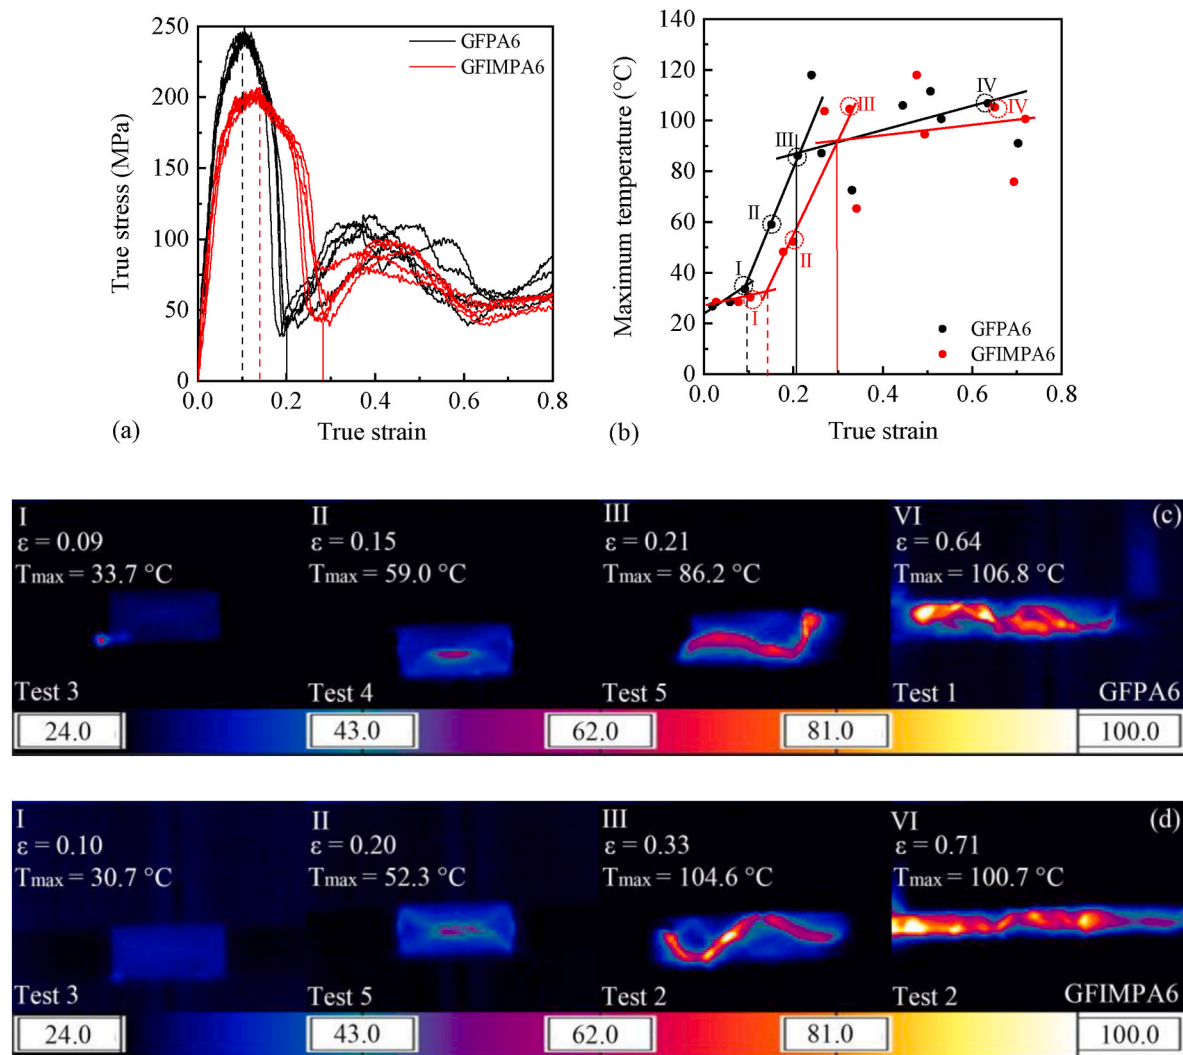 250
200
150
100
50
0
True stress (MPa)
GFPA6
GFIMPA6
0.0 0.2 0.4 0.6 0.8
True strain
(a)
140
120
100
80
60
40
20
0
Maximum temperature (°C)
I
II
III
IV
I
II
III
IV
GFPA6
GFIMPA6
0.0 0.2 0.4 0.6 0.8
True strain
(b)
I
ε = 0.09
Tmax = 33.7 °C
Test 3
II
ε = 0.15
Tmax = 59.0 °C
Test 4
III
ε = 0.21
Tmax = 86.2 °C
Test 5
VI
(c)
ε = 0.64
Tmax = 106.8 °C
Test 1
GFPA6
24.0 43.0 62.0 81.0 100.0
I
ε = 0.10
Tmax = 30.7 °C
Test 3
II
ε = 0.20
Tmax = 52.3 °C
Test 5
III
ε = 0.33
Tmax = 104.6 °C
Test 2
VI
(d)
ε = 0.71
Tmax = 100.7 °C
Test 2
GFIMPA6
24.0 43.0 62.0 81.0 100.0